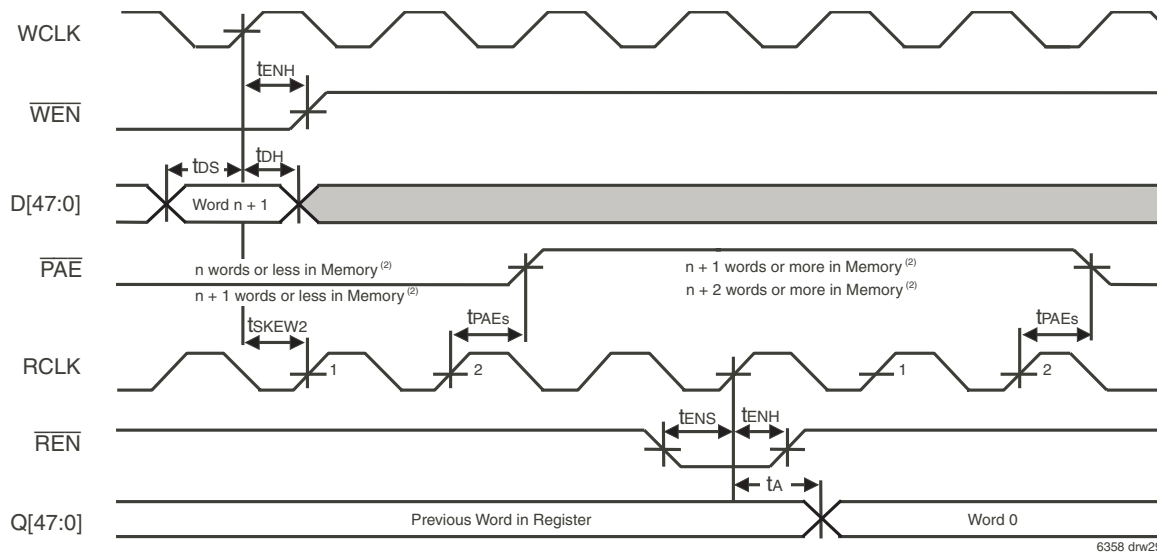 WCLK
tENH
WEN
tDS
tDH
D[47:0]
Word n + 1
PAE
n words or less in Memory (2)
n + 1 words or more in Memory (2)
n + 1 words or less in Memory (2)
n + 2 words or more in Memory (2)
tSKEW2
tPAEs
tPAEs
RCLK
1
2
1
2
tENS
tENH
REN
tA
Q[47:0]
Previous Word in Register
Word 0